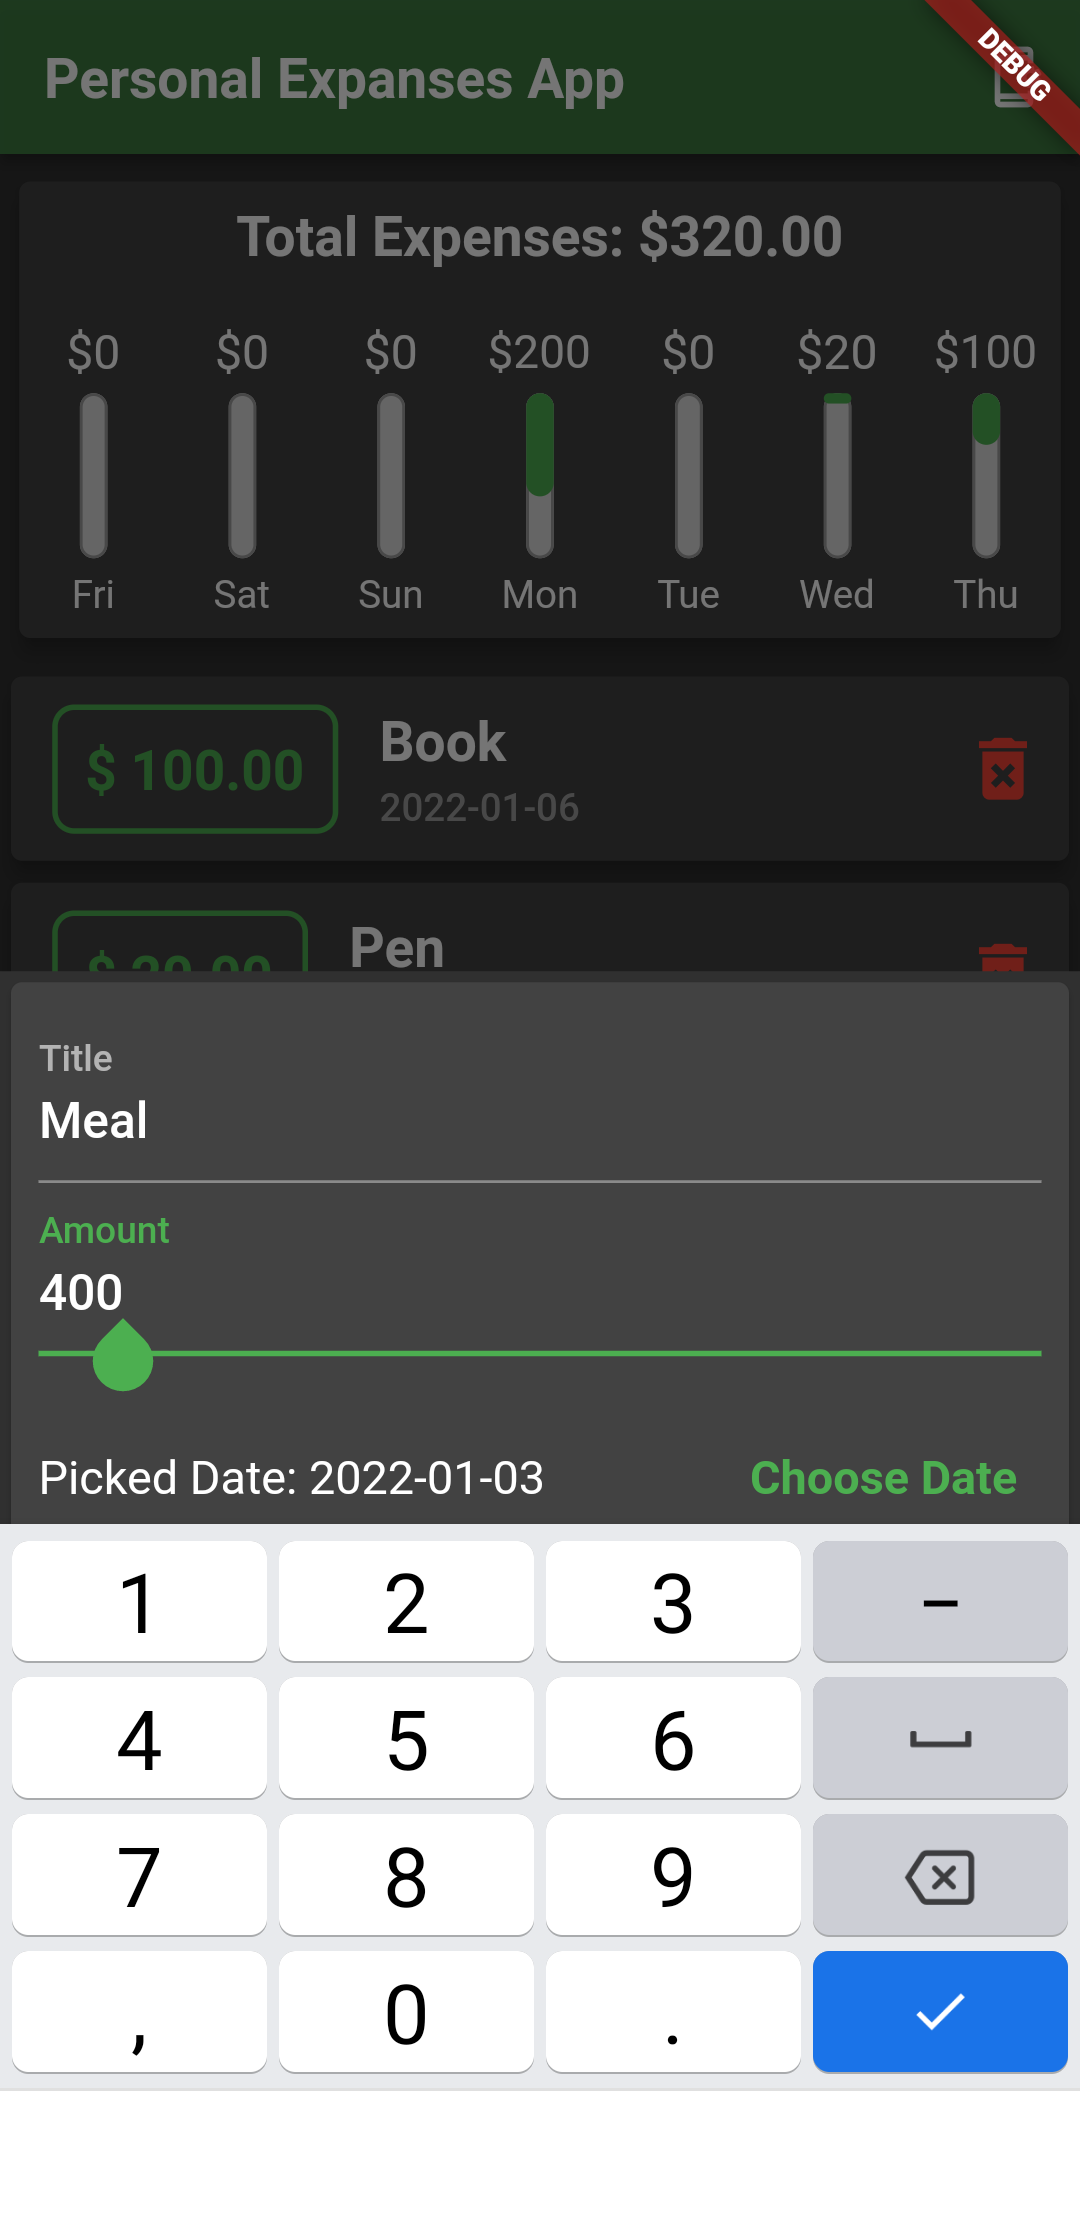 Personal Expanses App
DEBUG
Total Expenses: $320.00
$0 $0 $0 $200 $0 $20 $100
Fri Sat Sun Mon Tue Wed Thu
$ 100.00
Book
2022-01-06
Pen
$ 20.00
Title
Meal
Amount
400
Picked Date: 2022-01-03 Choose Date
1 2 3 –
4 5 6
7 8 9
, 0 .